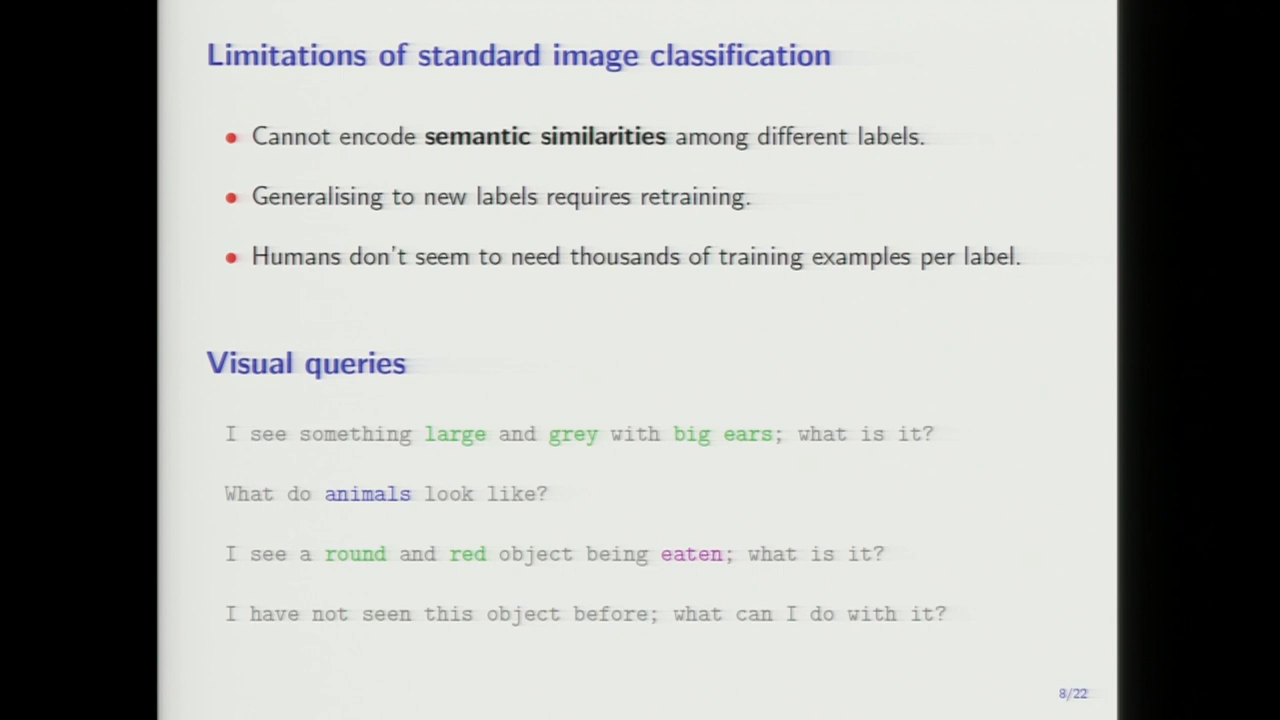 Limitations of standard image classification
Cannot encode semantic similarities among different labels.
Generalising to new labels requires retraining.
Humans don't seem to need thousands of training examples per label.
Visual queries
I see something large and grey with big ears; what is it?
What do animals look like?
I see a round and red object being eaten; what is it?
I have not seen this object before; what can I do with it?
8/22